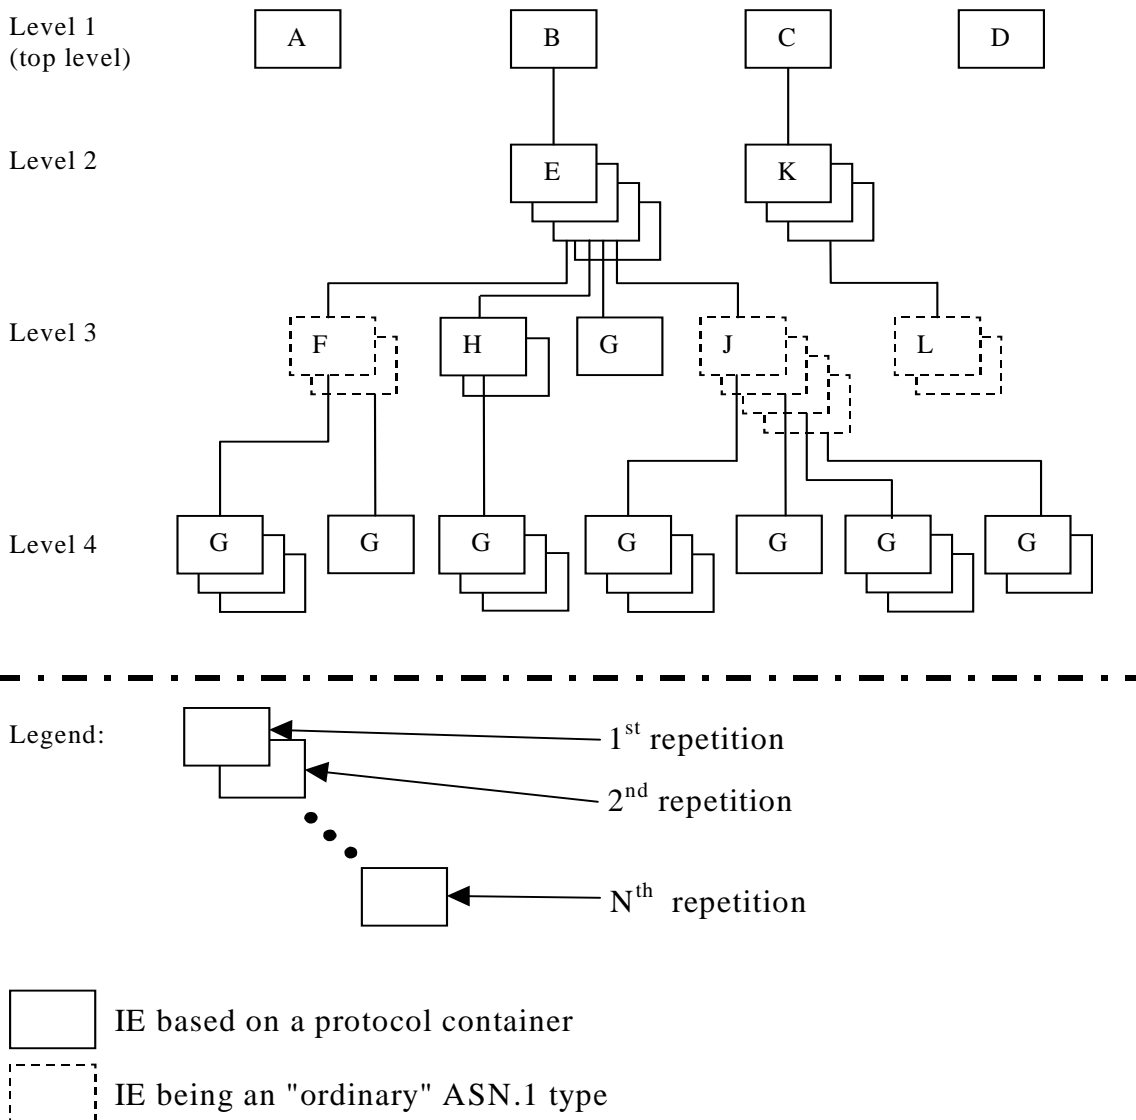 Level 1
(top level)
A B C D
Level 2
E K
Level 3
F H G J L
Level 4
G G G G G G G
Legend:
1st repetition
2nd repetition
Nth repetition
IE based on a protocol container
IE being an "ordinary" ASN.1 type